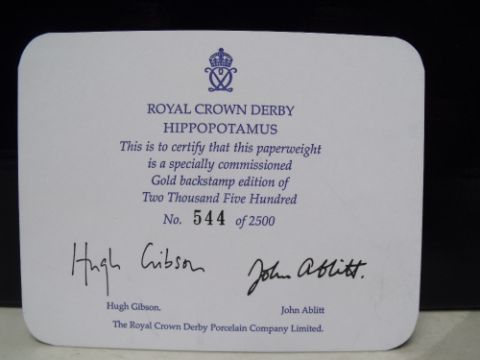 ROYAL CROWN DERBY
HIPPOPOTAMUS
This is to certify that this paperweight
is a specially commissioned
Gold backstamp edition of
Two Thousand Five Hundred
No. 544 of 2500
Hugh Gibson John Ablitt.
Hugh Gibson. John Ablitt
The Royal Crown Derby Porcelain Company Limited.